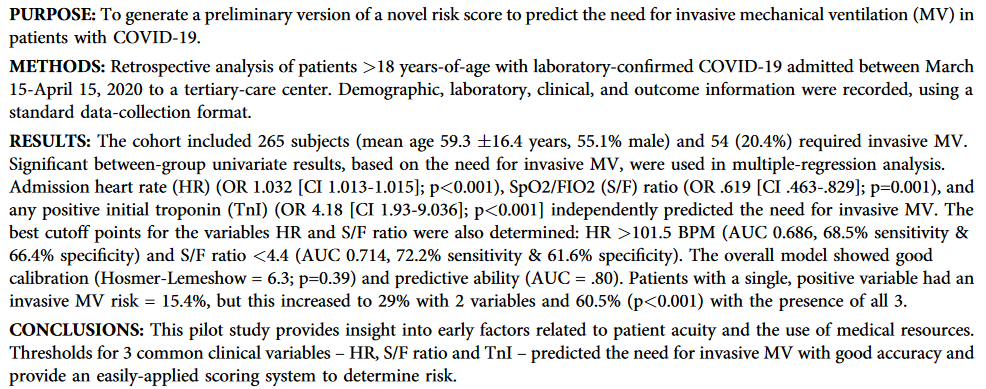 PURPOSE: To generate a preliminary version of a novel risk score to predict the need for invasive mechanical ventilation (MV) in
patients with COVID-19.
METHODS: Retrospective analysis of patients >18 years-of-age with laboratory-confirmed COVID-19 admitted between March
15-April 15, 2020 to a tertiary-care center. Demographic, laboratory, clinical, and outcome information were recorded, using a
standard data-collection format.
RESULTS: The cohort included 265 subjects (mean age 59.3 ±16.4 years, 55.1% male) and 54 (20.4%) required invasive MV.
Significant between-group univariate results, based on the need for invasive MV, were used in multiple-regression analysis.
Admission heart rate (HR) (OR 1.032 [CI 1.013-1.015]; p<0.001), SpO2/FIO2 (S/F) ratio (OR .619 [CI .463-.829]; p=0.001), and
any positive initial troponin (TnI) (OR 4.18 [CI 1.93-9.036]; p<0.001] independently predicted the need for invasive MV. The
best cutoff points for the variables HR and S/F ratio were also determined: HR >101.5 BPM (AUC 0.686, 68.5% sensitivity &
66.4% specificity) and S/F ratio <4.4 (AUC 0.714, 72.2% sensitivity & 61.6% specificity). The overall model showed good
calibration (Hosmer-Lemeshow = 6.3; p=0.39) and predictive ability (AUC = .80). Patients with a single, positive variable had an
invasive MV risk = 15.4%, but this increased to 29% with 2 variables and 60.5% (p<0.001) with the presence of all 3.
CONCLUSIONS: This pilot study provides insight into early factors related to patient acuity and the use of medical resources.
Thresholds for 3 common clinical variables – HR, S/F ratio and TnI – predicted the need for invasive MV with good accuracy and
provide an easily-applied scoring system to determine risk.